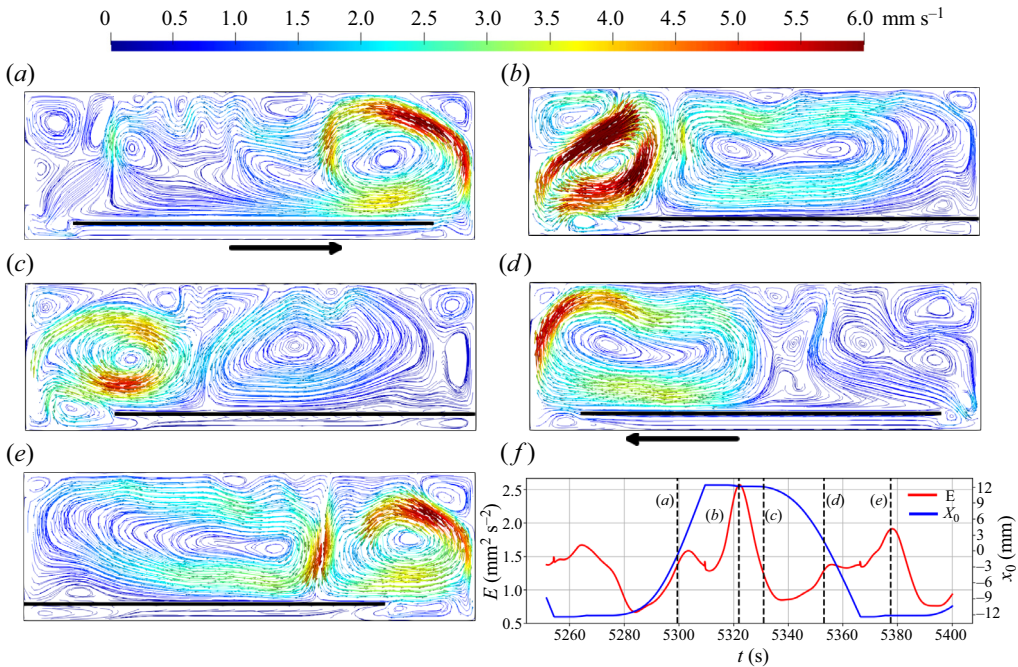 0 0.5 1.0 1.5 2.0 2.5 3.0 3.5 4.0 4.5 5.0 5.5 6.0 mm s⁻¹
(a) (b)
(c) (d)
(e) (f)
2.5 12
(a) (d) (e) E 9
2.0 (b) (c) X₀ 6
3
1.5 0
−3
1.0 −6
−9
0.5 −12
E (mm² s⁻²)
x₀ (mm)
5260 5280 5300 5320 5340 5360 5380 5400
t (s)